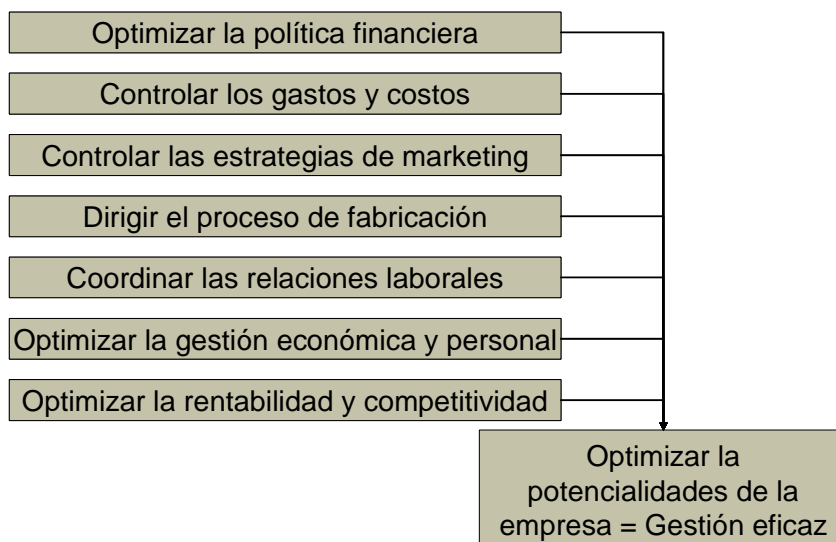 Optimizar la política financiera
Controlar los gastos y costos
Controlar las estrategias de marketing
Dirigir el proceso de fabricación
Coordinar las relaciones laborales
Optimizar la gestión económica y personal
Optimizar la rentabilidad y competitividad
Optimizar la
potencialidades de la
empresa = Gestión eficaz